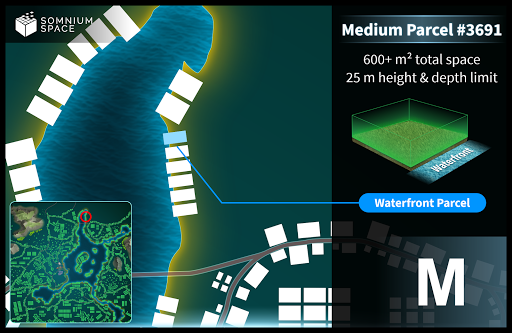 SOMNIUM
SPACE
Medium Parcel #3691
600+ m² total space
25 m height & depth limit
Waterfront
Waterfront Parcel
M